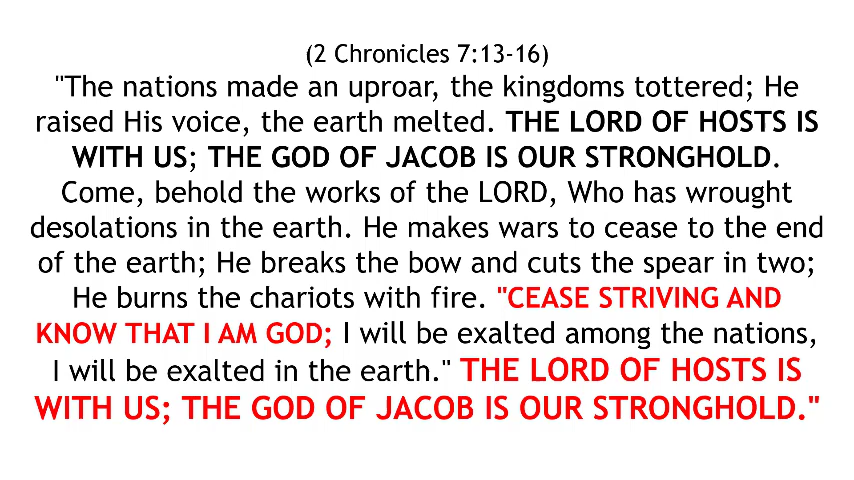 (2 Chronicles 7:13-16)
"The nations made an uproar, the kingdoms tottered; He
raised His voice, the earth melted. THE LORD OF HOSTS IS
WITH US; THE GOD OF JACOB IS OUR STRONGHOLD.
Come, behold the works of the LORD, Who has wrought
desolations in the earth. He makes wars to cease to the end
of the earth; He breaks the bow and cuts the spear in two;
He burns the chariots with fire. "CEASE STRIVING AND
KNOW THAT I AM GOD; I will be exalted among the nations,
I will be exalted in the earth." THE LORD OF HOSTS IS
WITH US; THE GOD OF JACOB IS OUR STRONGHOLD."